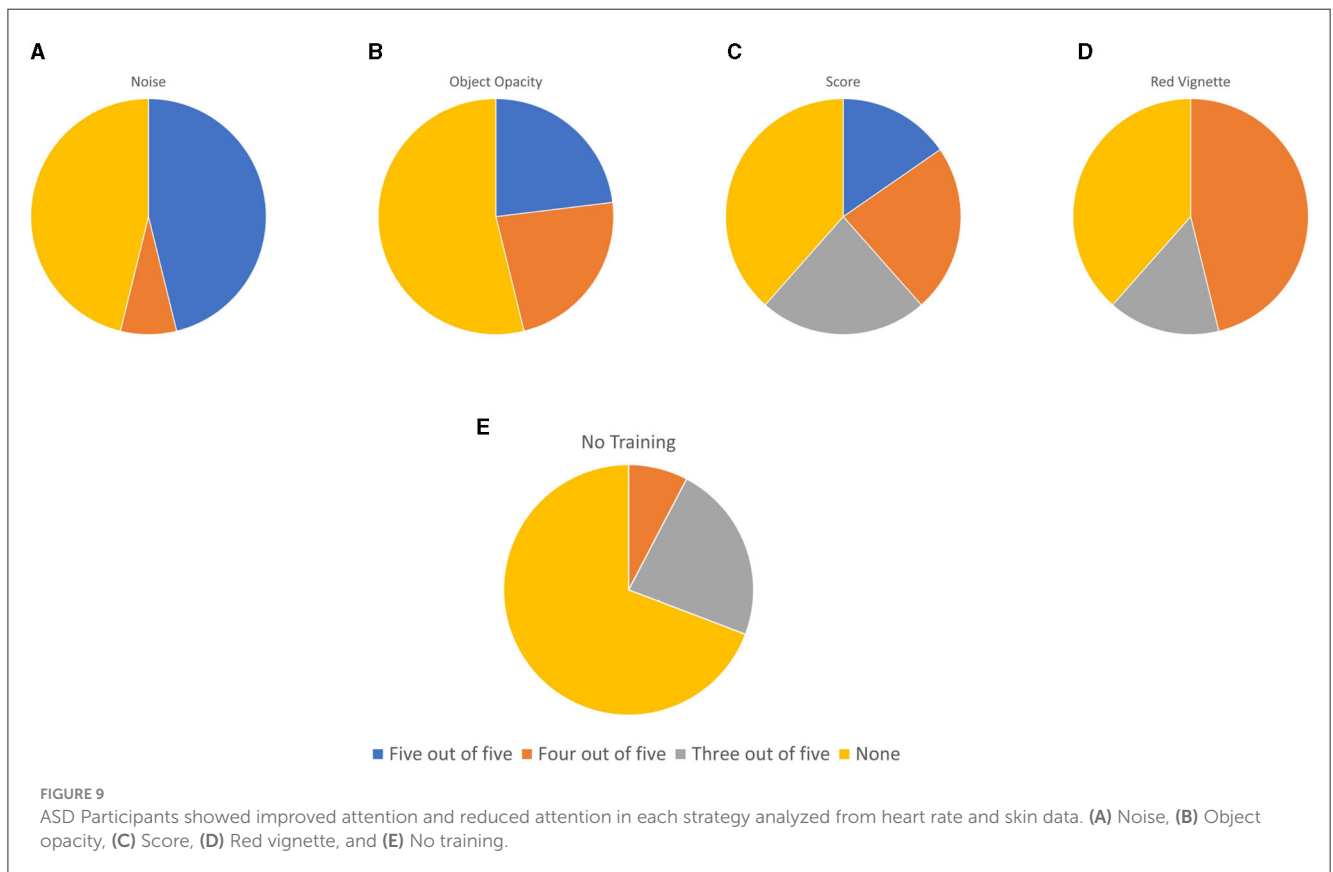 A
Noise
B
Object Opacity
C
Score
D
Red Vignette
E
No Training
Five out of five Four out of five Three out of five None
FIGURE 9
ASD Participants showed improved attention and reduced attention in each strategy analyzed from heart rate and skin data. (A) Noise, (B) Object
opacity, (C) Score, (D) Red vignette, and (E) No training.